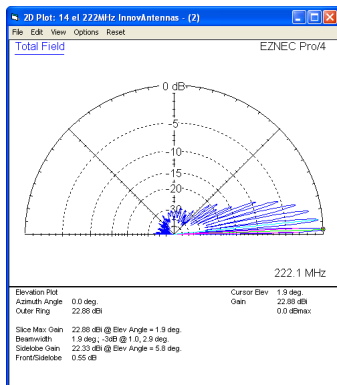 2D Plot: 14 el 222MHz InnovAntennas - (2)
File Edit View Options Reset
Total Field
EZNEC Pro/4
0 dB
-5
-10
-15
-20
-30
222.1 MHz
Elevation Plot
Cursor Elev 1.9 deg.
Azimuth Angle 0.0 deg.
Gain 22.88 dBi
Outer Ring 22.88 dBi
0.0 dBmax
Slice Max Gain 22.88 dBi @ Elev Angle = 1.9 deg.
Beamwidth 1.9 deg.; -3dB @ 1.0, 2.9 deg.
Sidelobe Gain 22.33 dBi @ Elev Angle = 5.8 deg.
Front/Sidelobe 0.55 dB